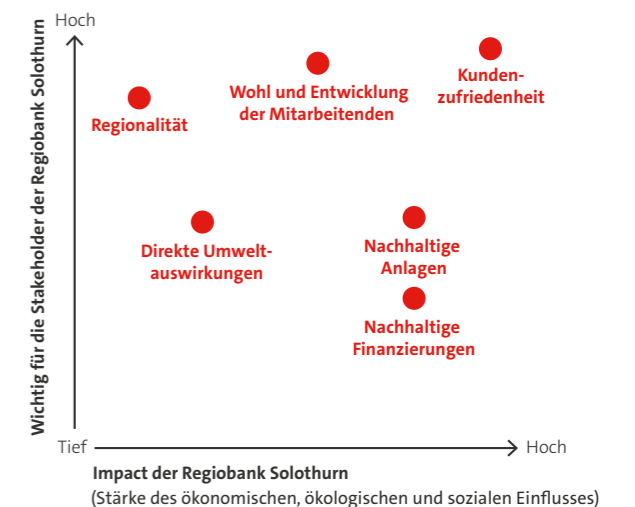 Hoch
Wichtig für die Stakeholder der Regiobank Solothurn
Kunden-
zufriedenheit
Wohl und Entwicklung
der Mitarbeitenden
Regionalität
Direkte Umwelt-
auswirkungen
Nachhaltige
Anlagen
Nachhaltige
Finanzierungen
Tief
Hoch
Impact der Regiobank Solothurn
(Stärke des ökonomischen, ökologischen und sozialen Einflusses)